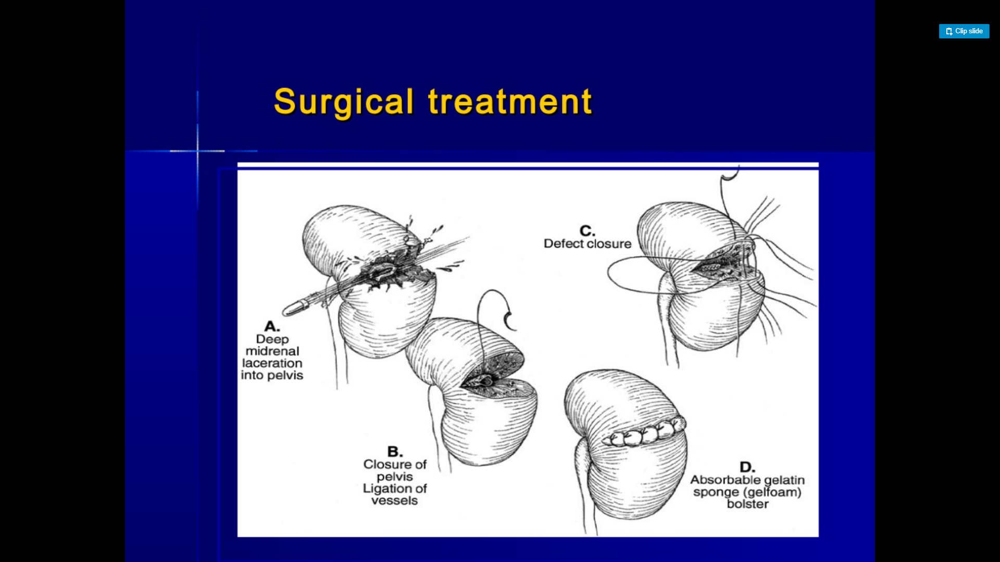 Clip slide
Surgical treatment
A.
Deep
midrenal
laceration
into pelvis
B.
Closure of
pelvis
Ligation of
vessels
C.
Defect closure
D.
Absorbable gelatin
sponge (gelfoam)
bolster